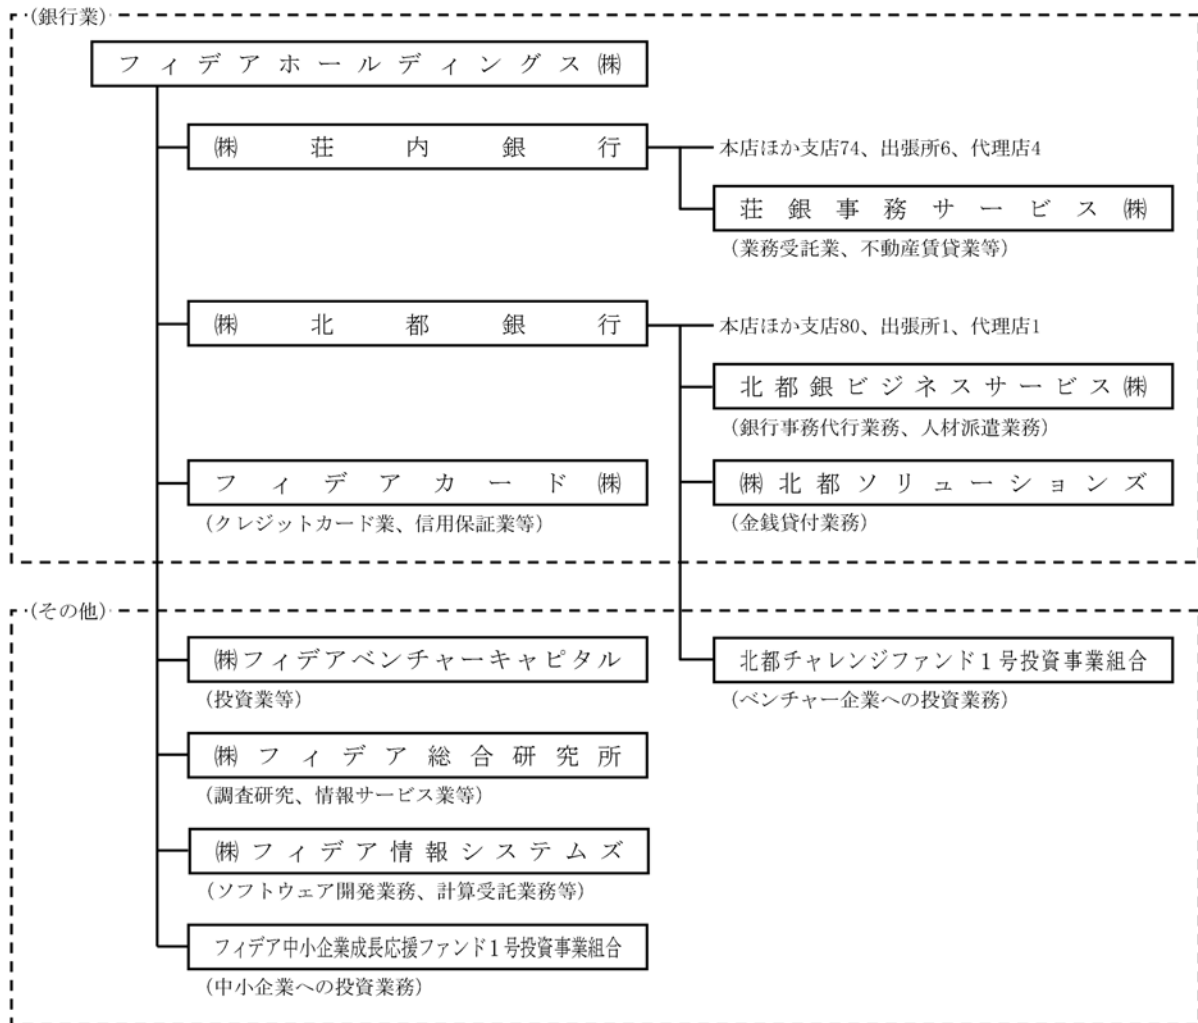 (銀行業)
フィデアホールディングス㈱
㈱荘内銀行
本店ほか支店74、出張所6、代理店4
荘銀事務サービス㈱
(業務受託業、不動産賃貸業等)
㈱北都銀行
本店ほか支店80、出張所1、代理店1
北都銀ビジネスサービス㈱
(銀行事務代行業務、人材派遣業務)
フィデアカード㈱
(クレジットカード業、信用保証業等)
㈱北都ソリューションズ
(金銭貸付業務)
(その他)
㈱フィデアベンチャーキャピタル
(投資業等)
北都チャレンジファンド1号投資事業組合
(ベンチャー企業への投資業務)
㈱フィデア総合研究所
(調査研究、情報サービス業等)
㈱フィデア情報システムズ
(ソフトウェア開発業務、計算受託業務等)
フィデア中小企業成長応援ファンド1号投資事業組合
(中小企業への投資業務)